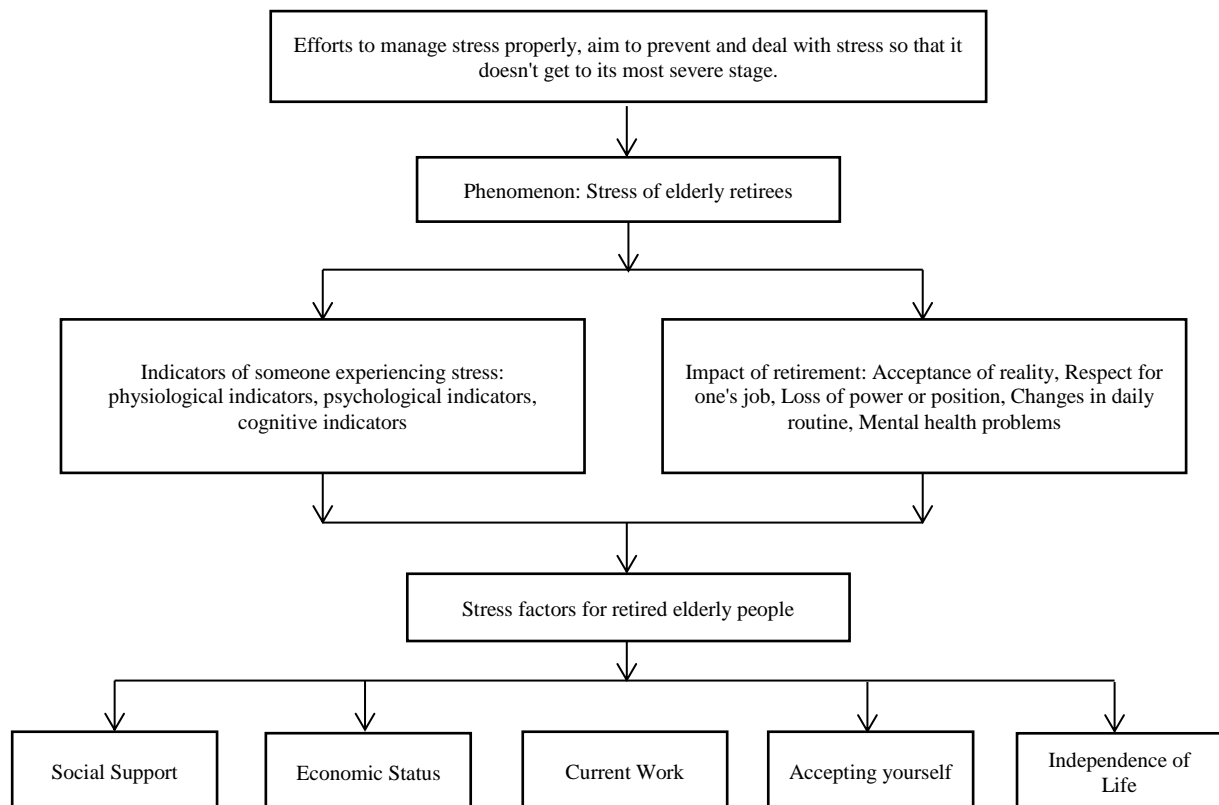 Efforts to manage stress properly, aim to prevent and deal with stress so that it
doesn't get to its most severe stage.
Phenomenon: Stress of elderly retirees
Indicators of someone experiencing stress:
physiological indicators, psychological indicators,
cognitive indicators
Impact of retirement: Acceptance of reality, Respect for
one's job, Loss of power or position, Changes in daily
routine, Mental health problems
Stress factors for retired elderly people
Social Support
Economic Status
Current Work
Accepting yourself
Independence of
Life